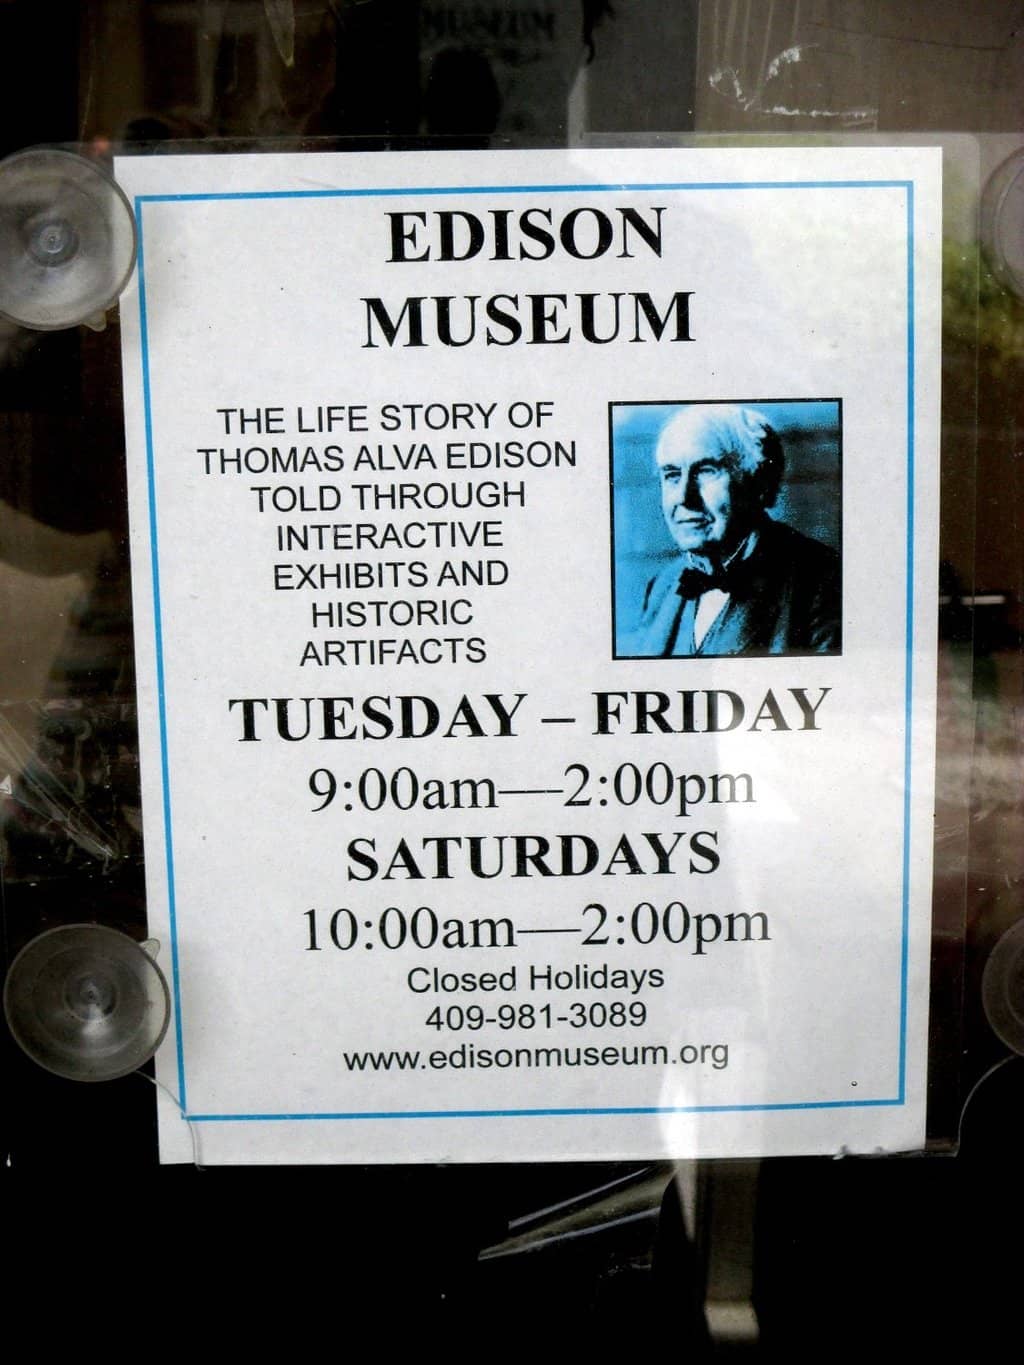 MUSEUM
EDISON
MUSEUM
THE LIFE STORY OF
THOMAS ALVA EDISON
TOLD THROUGH
INTERACTIVE
EXHIBITS AND
HISTORIC
ARTIFACTS
TUESDAY – FRIDAY
9:00am—2:00pm
SATURDAYS
10:00am—2:00pm
Closed Holidays
409-981-3089
www.edisonmuseum.org